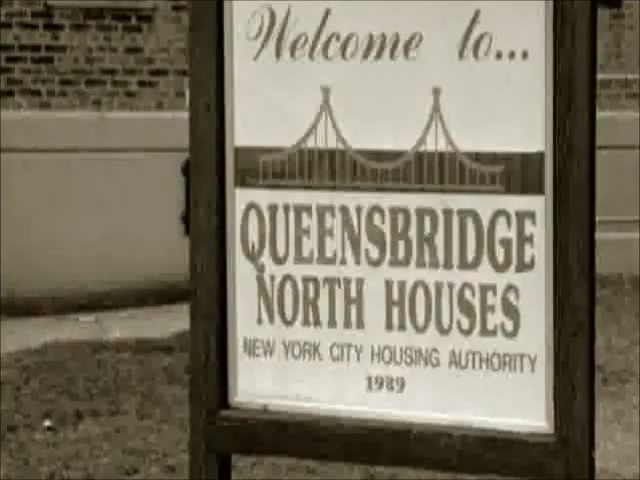 Welcome to...
QUEENSBRIDGE
NORTH HOUSES
NEW YORK CITY HOUSING AUTHORITY
1989